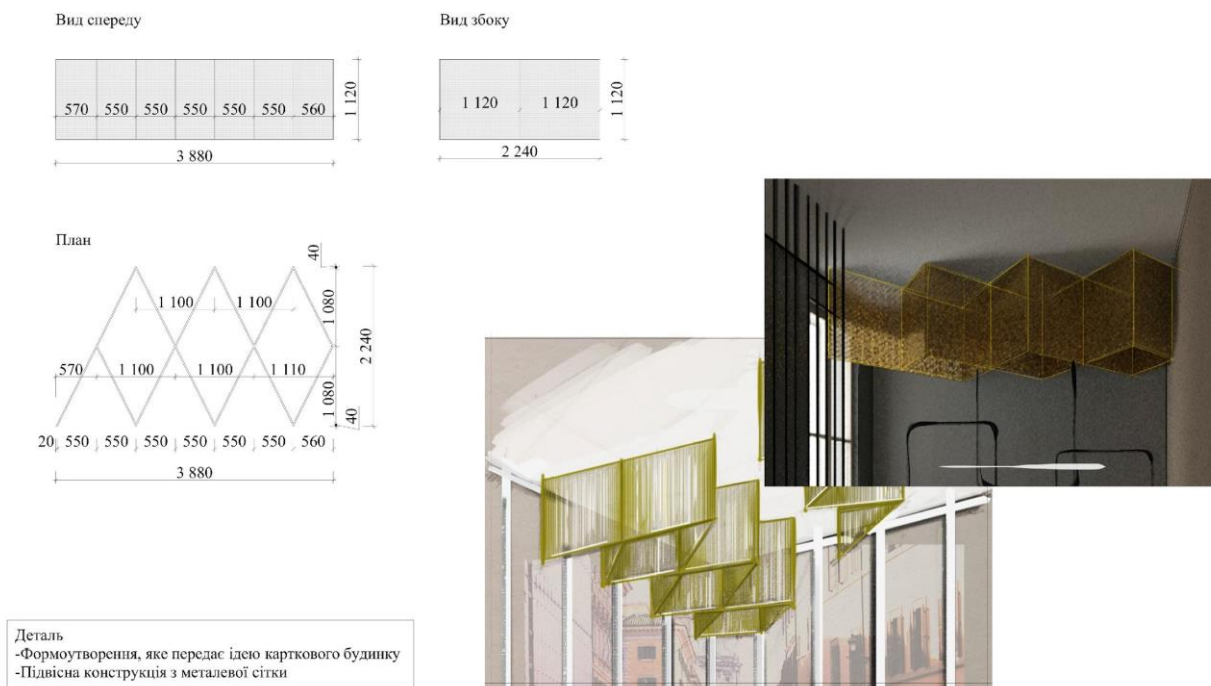 Вид спереду
Вид збоку
570 550 550 550 550 550 560
1 120
3 880
1 120 1 120
1 120
2 240
План
40
1 100 1 100
1 080
2 240
570 1 100 1 100 1 110
1 080
40
20 550 550 550 550 550 550 560
3 880
Деталь
-Формоутворення, яке передає ідею карткового будинку
-Підвісна конструкція з металевої сітки